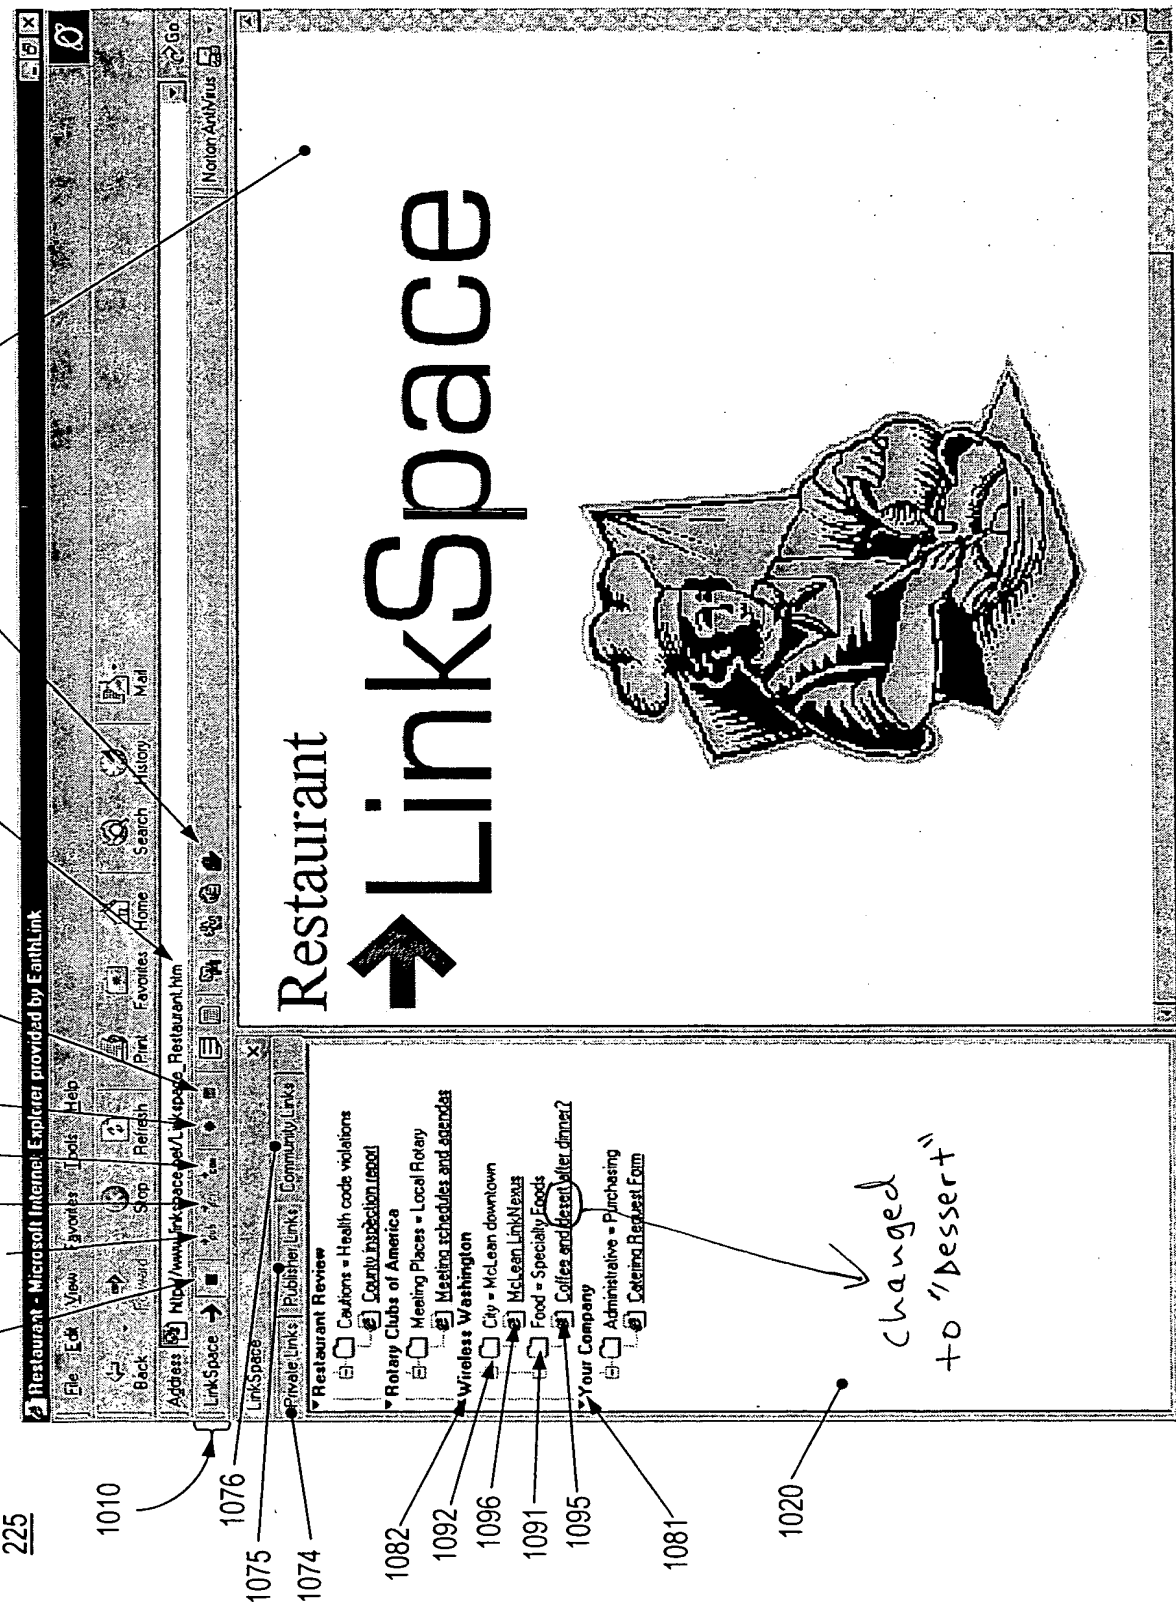 225
1010
Restaurant - Microsoft Internet Explorer provided by EarthLink
File Edit View Favorites Tools Help
Back Forward Stop Refresh Print Favorites Home Search History Mail
Address http://www.linkspace.net/Linkspace_Restaurant.htm Go
LinkSpace Norton AntiVirus
1076
1075
1074
LinkSpace
Private Links Publisher Links Community Links
Restaurant Review
Cautions = Health code violations
County inspection report
Rotary Clubs of America
Meeting Places = Local Rotary
Meeting schedules and agendas
1082
Wireless Washington
1092
City = McLean downtown
1096
McLean LinkNexus
1091
Food = Specialty Foods
1095
Coffee and desert after dinner?
1081
Your Company
Administrative = Purchasing
Catering Request Form
1020
changed
to "Dessert"
Restaurant
LinkSpace